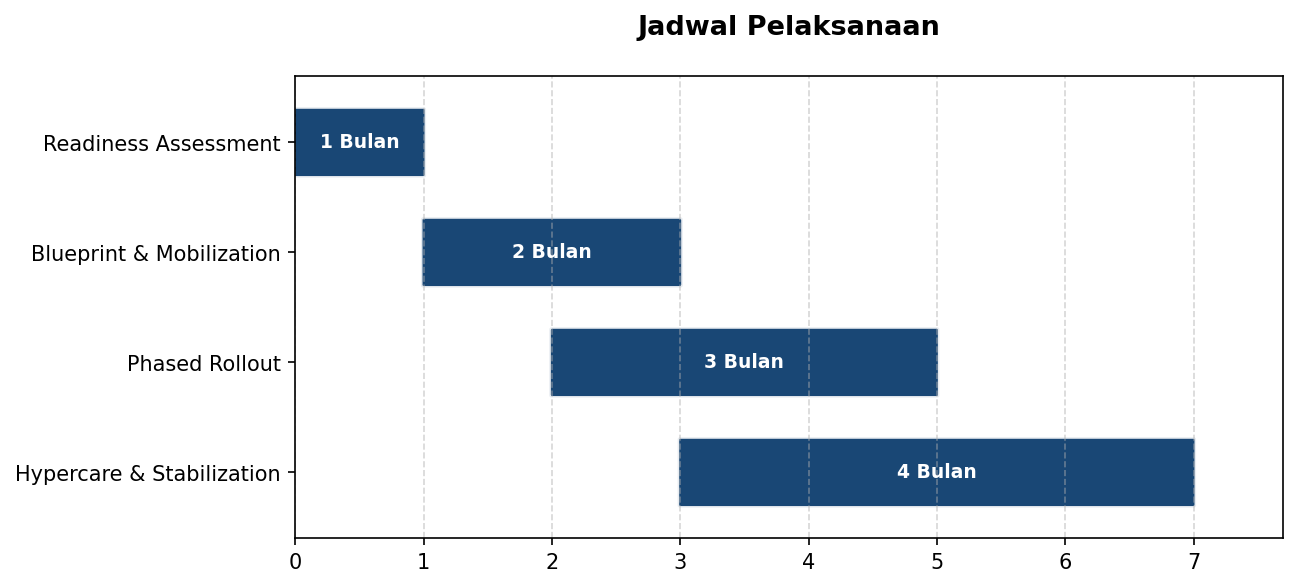 Jadwal Pelaksanaan
Readiness Assessment
1 Bulan
Blueprint & Mobilization
2 Bulan
Phased Rollout
3 Bulan
Hypercare & Stabilization
4 Bulan
0 1 2 3 4 5 6 7